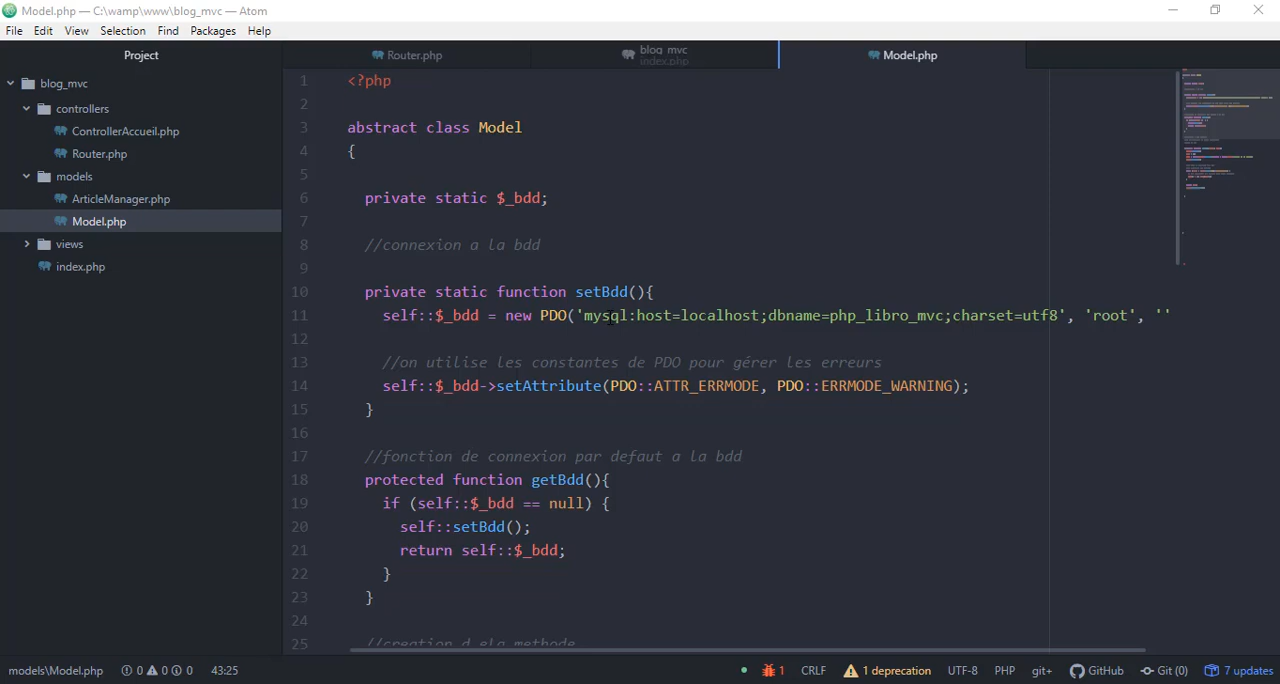 Model.php — C:\wamp\www\blog_mvc — Atom
File Edit View Selection Find Packages Help
Project
Router.php
blog_mvc
index.php
Model.php
blog_mvc
controllers
ControllerAccueil.php
Router.php
models
ArticleManager.php
Model.php
views
index.php
1 <?php
2
3 abstract class Model
4 {
5
6 private static $_bdd;
7
8 //connexion a la bdd
9
10 private static function setBdd(){
11 self::$_bdd = new PDO('mysql:host=localhost;dbname=php_libro_mvc;charset=utf8', 'root', ''
12
13 //on utilise les constantes de PDO pour gérer les erreurs
14 self::$_bdd->setAttribute(PDO::ATTR_ERRMODE, PDO::ERRMODE_WARNING);
15 }
16
17 //fonction de connexion par defaut a la bdd
18 protected function getBdd(){
19 if (self::$_bdd == null) {
20 self::setBdd();
21 return self::$_bdd;
22 }
23 }
24
25 //creation d ela methode
models\Model.php 0 0 0 43:25 1 CRLF 1 deprecation UTF-8 PHP git+ GitHub Git (0) 7 updates